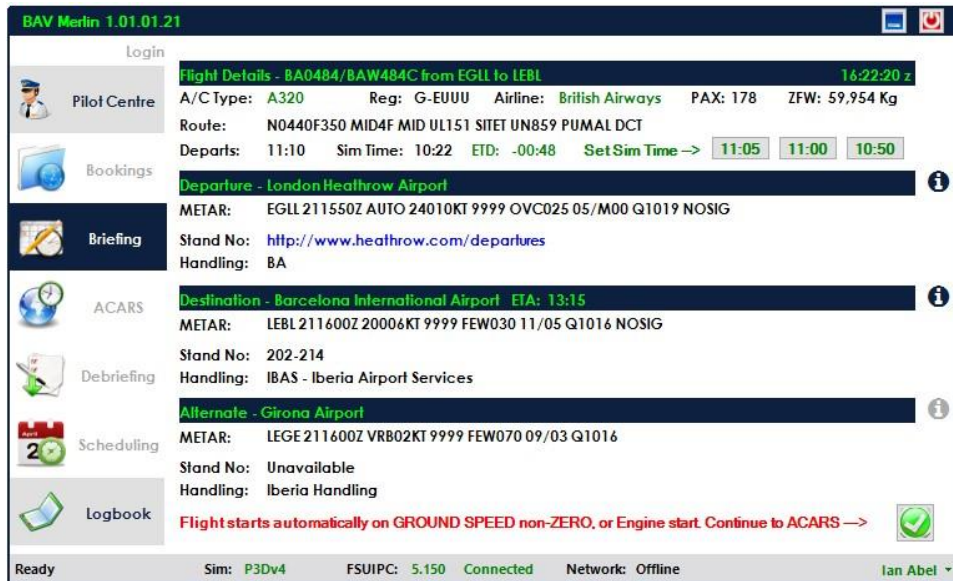 BAV Merlin 1.01.01.21
Login
Pilot Centre
Bookings
Briefing
ACARS
Debriefing
April
2
Scheduling
Logbook
Flight Details - BA0484/BAW484C from EGLL to LEBL 16:22:20 z
A/C Type: A320 Reg: G-EUUU Airline: British Airways PAX: 178 ZFW: 59,954 Kg
Route: N0440F350 MID4F MID UL151 SITET UN859 PUMAL DCT
Departs: 11:10 Sim Time: 10:22 ETD: -00:48 Set Sim Time --> 11:05 11:00 10:50
Departure - London Heathrow Airport
METAR: EGLL 211550Z AUTO 24010KT 9999 OVC025 05/M00 Q1019 NOSIG
Stand No: http://www.heathrow.com/departures
Handling: BA
Destination - Barcelona International Airport ETA: 13:15
METAR: LEBL 211600Z 20006KT 9999 FEW030 11/05 Q1016 NOSIG
Stand No: 202-214
Handling: IBAS - Iberia Airport Services
Alternate - Girona Airport
METAR: LEGE 211600Z VRB02KT 9999 FEW070 09/03 Q1016
Stand No: Unavailable
Handling: Iberia Handling
Flight starts automatically on GROUND SPEED non-ZERO, or Engine start. Continue to ACARS --->
Ready Sim: P3Dv4 FSUIPC: 5.150 Connected Network: Offline Ian Abel